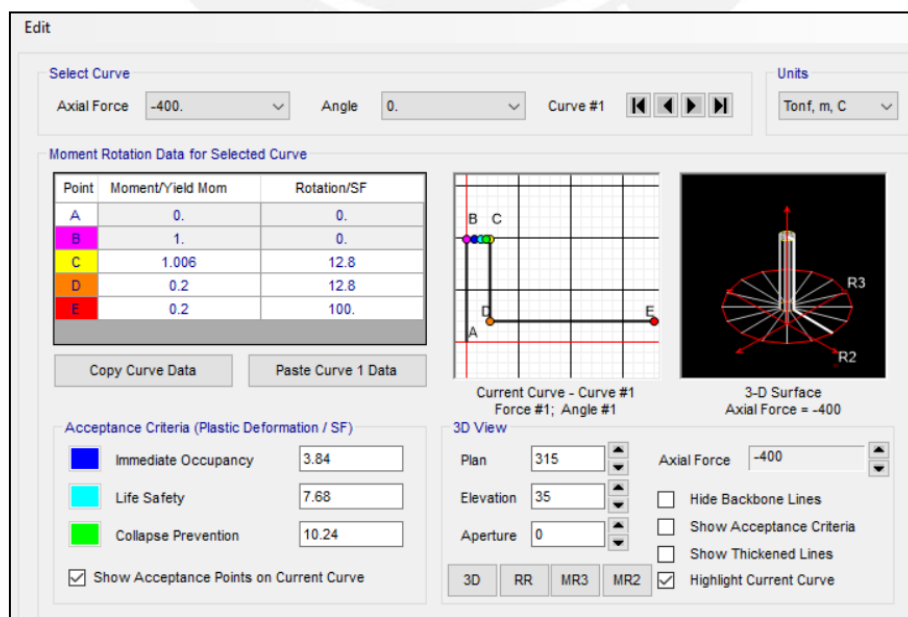 Edit
Select Curve
Axial Force -400. Angle 0. Curve #1
Units
Tonf, m, C
Moment Rotation Data for Selected Curve
Point Moment/Yield Mom Rotation/SF
A 0. 0.
B 1. 0.
C 1.006 12.8
D 0.2 12.8
E 0.2 100.
B C
D E
A
R3
R2
Copy Curve Data Paste Curve 1 Data
Current Curve - Curve #1
Force #1; Angle #1
3-D Surface
Axial Force = -400
Acceptance Criteria (Plastic Deformation / SF)
Immediate Occupancy 3.84
Life Safety 7.68
Collapse Prevention 10.24
Show Acceptance Points on Current Curve
3D View
Plan 315 Axial Force -400
Elevation 35 Hide Backbone Lines
Aperture 0 Show Acceptance Criteria
Show Thickened Lines
3D RR MR3 MR2 Highlight Current Curve